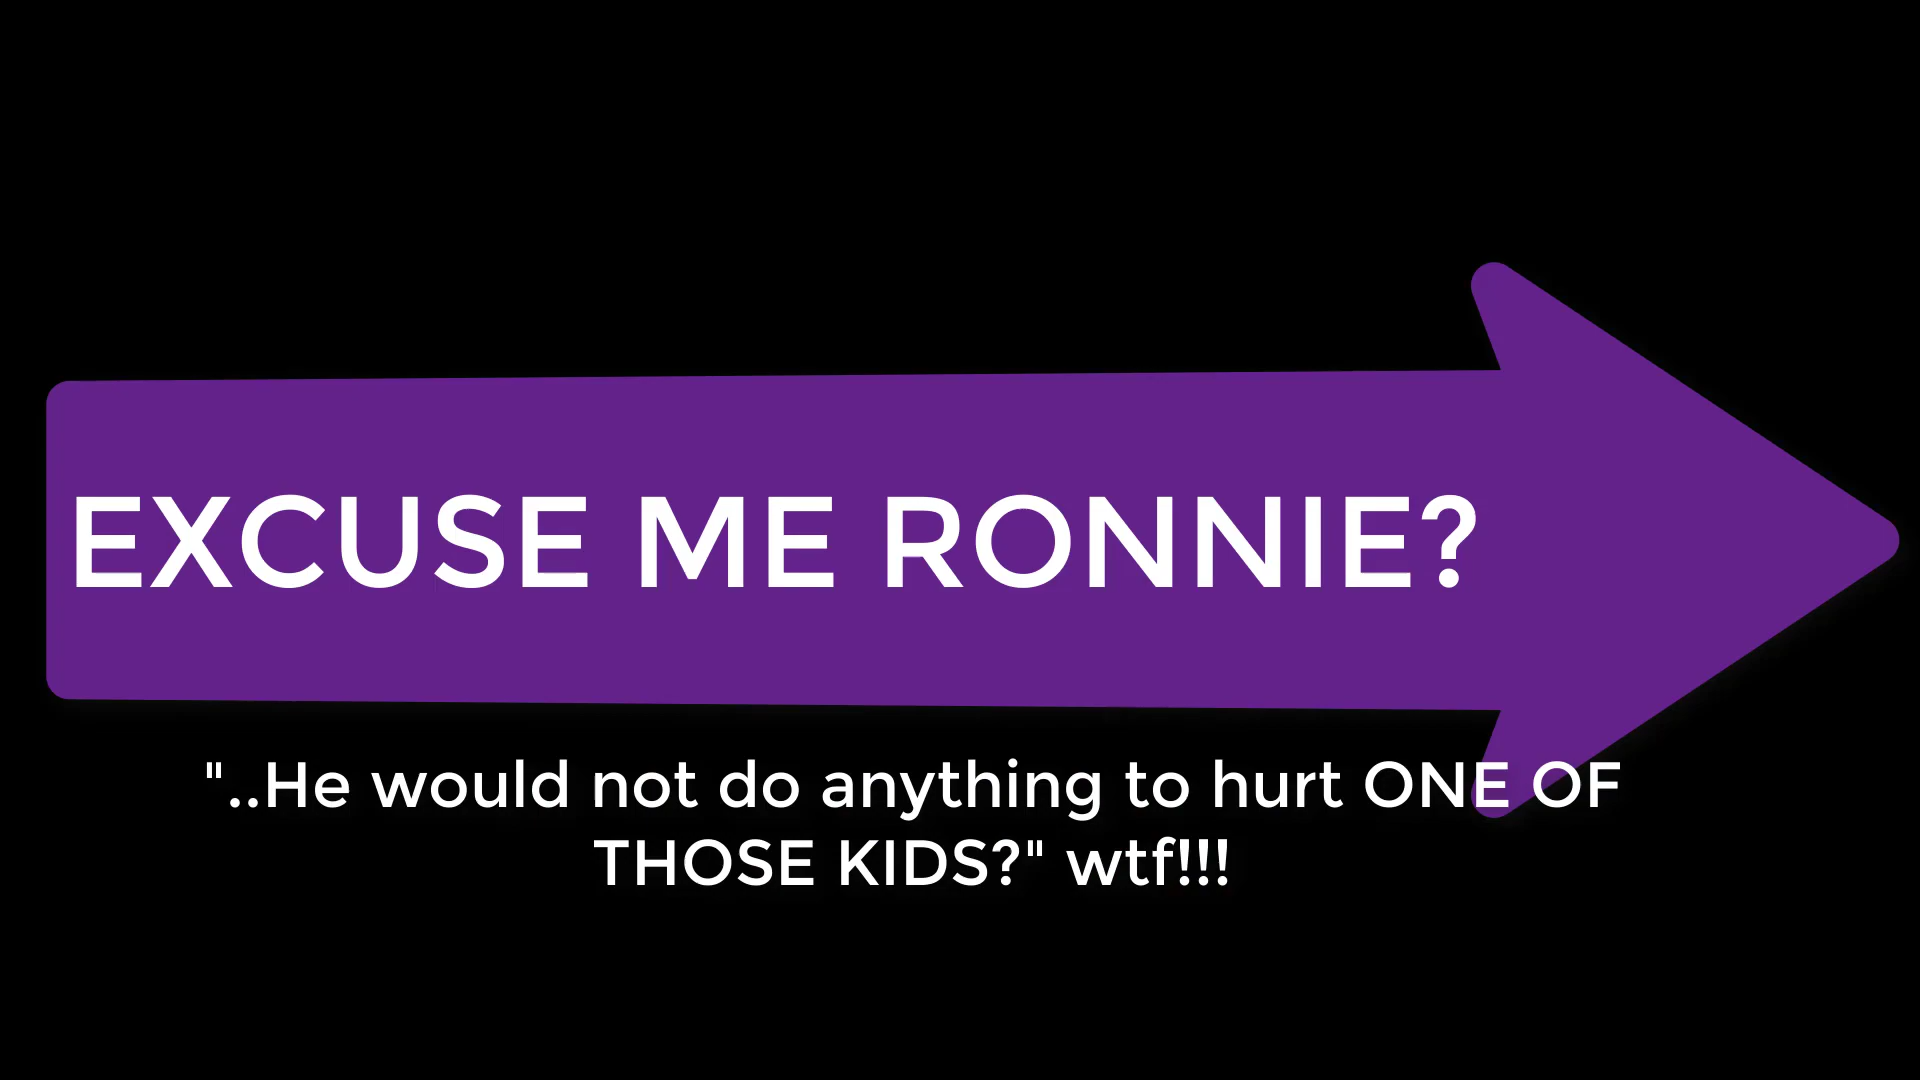 EXCUSE ME RONNIE?
"..He would not do anything to hurt ONE OF
THOSE KIDS?" wtf!!!